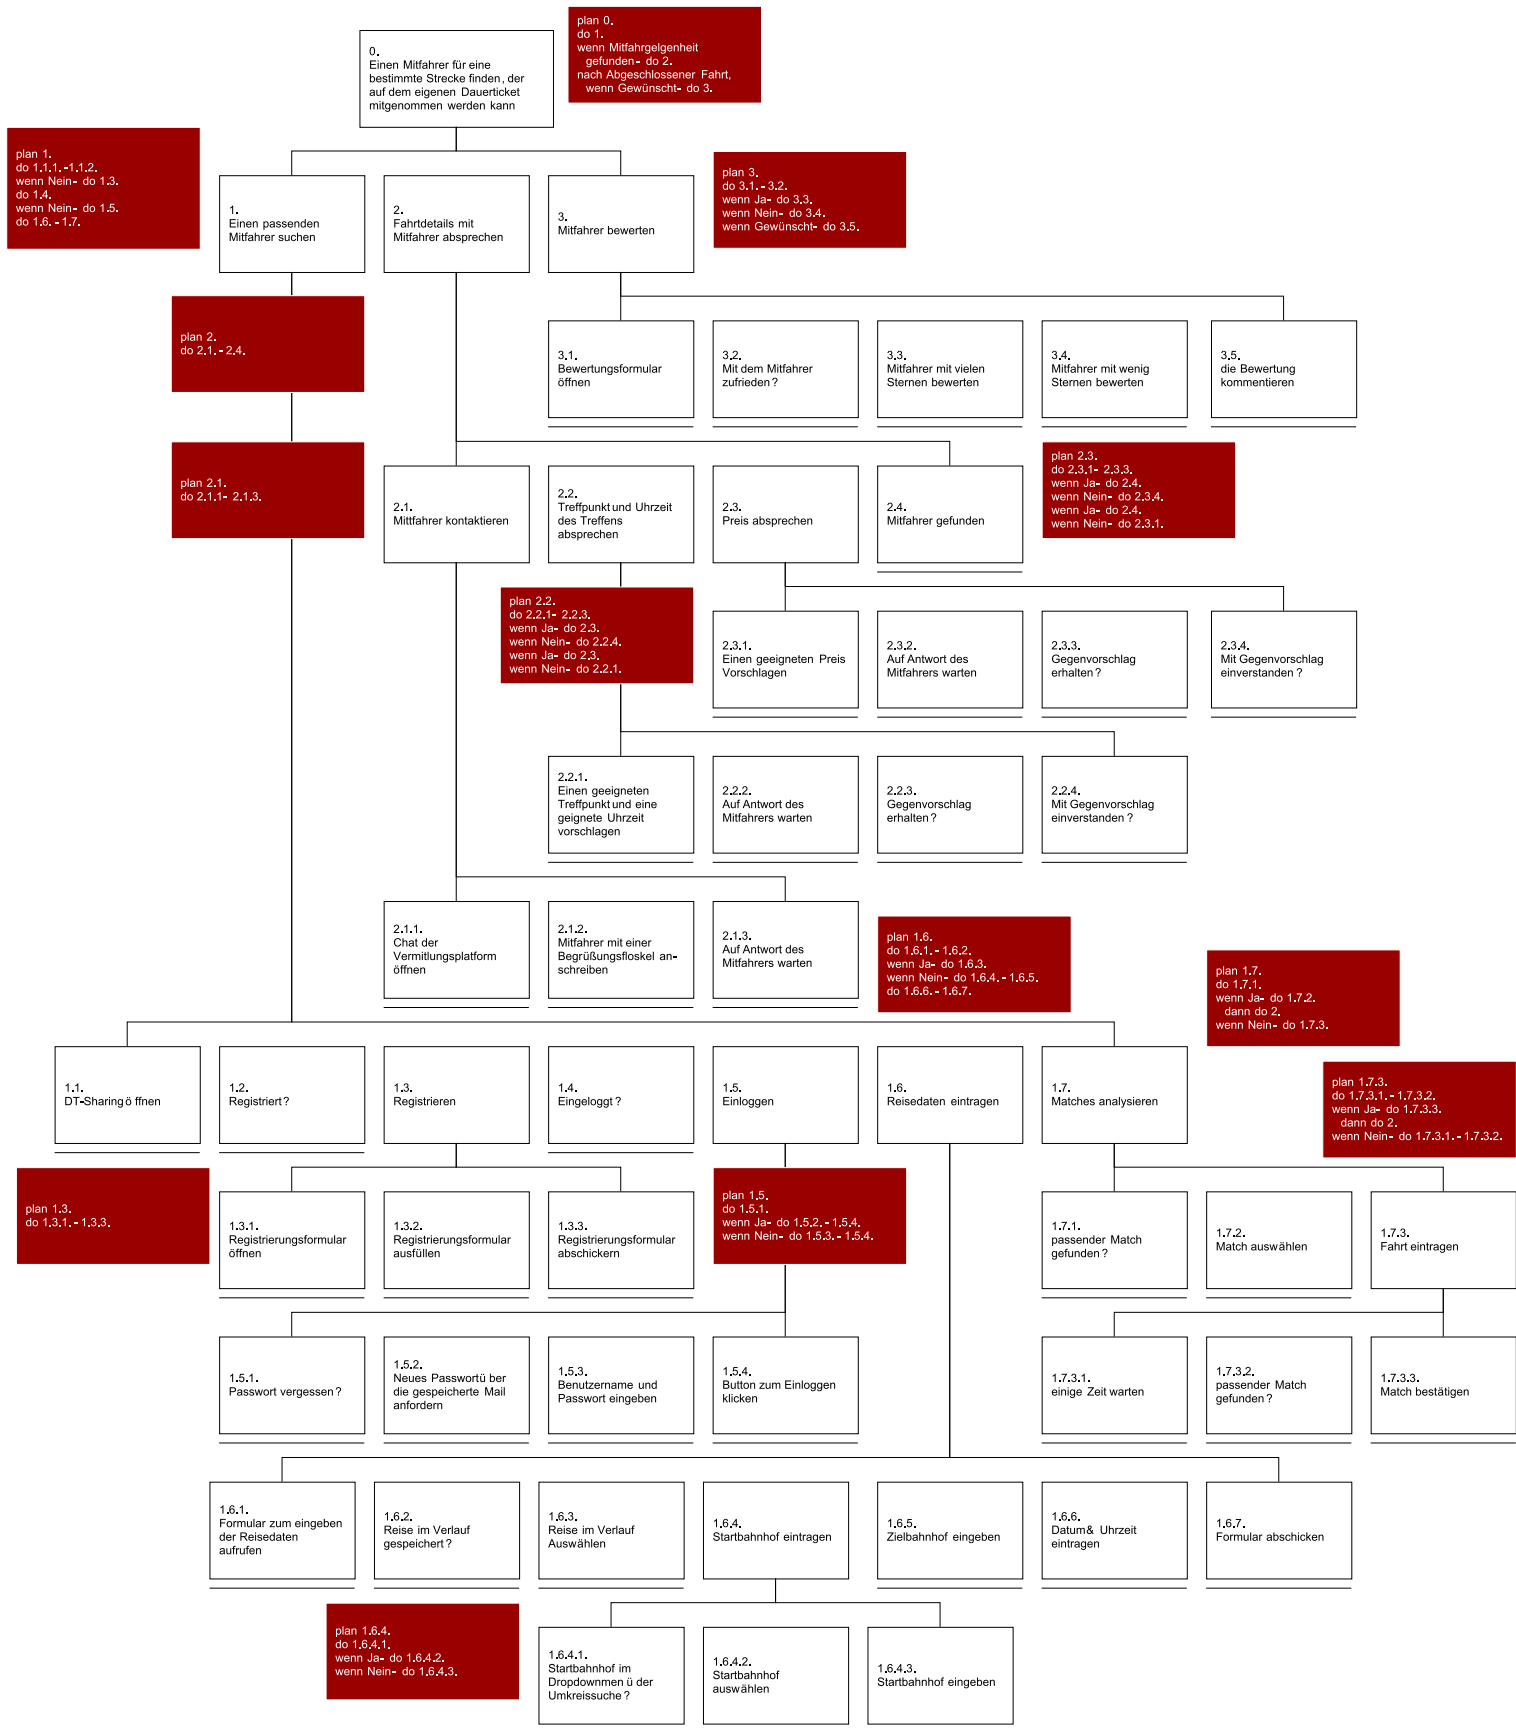 plan 0.
do 1.
wenn Mitfahrgelgenheit
gefunden- do 2.
nach Abgeschlossener Fahrt,
wenn Gewünscht- do 3.
0.
Einen Mitfahrer für eine
bestimmte Strecke finden, der
auf dem eigenen Dauerticket
mitgenommen werden kann
plan 1.
do 1.1.1.-1.1.2.
wenn Nein- do 1.3.
do 1.4.
wenn Nein- do 1.5.
do 1.6.-1.7.
1.
Einen passenden
Mitfahrer suchen
2.
Fahrtdetails mit
Mitfahrer absprechen
3.
Mitfahrer bewerten
plan 3.
do 3.1.-3.2.
wenn Ja- do 3.3.
wenn Nein- do 3.4.
wenn Gewünscht- do 3.5.
plan 2.
do 2.1.-2.4.
3.1.
Bewertungsformular
öffnen
3.2.
Mit dem Mitfahrer
zufrieden?
3.3.
Mitfahrer mit vielen
Sternen bewerten
3.4.
Mitfahrer mit wenig
Sternen bewerten
3.5.
die Bewertung
kommentieren
plan 2.1.
do 2.1.1- 2.1.3.
2.1.
Mittfahrer kontaktieren
2.2.
Treffpunkt und Uhrzeit
des Treffens
absprechen
2.3.
Preis absprechen
2.4.
Mitfahrer gefunden
plan 2.3.
do 2.3.1- 2.3.3.
wenn Ja- do 2.4.
wenn Nein- do 2.3.4.
wenn Ja- do 2.4.
wenn Nein- do 2.3.1.
plan 2.2.
do 2.2.1- 2.2.3.
wenn Ja- do 2.3.
wenn Nein- do 2.2.4.
wenn Ja- do 2.3.
wenn Nein- do 2.2.1.
2.3.1.
Einen geeigneten Preis
Vorschlagen
2.3.2.
Auf Antwort des
Mitfahrers warten
2.3.3.
Gegenvorschlag
erhalten?
2.3.4.
Mit Gegenvorschlag
einverstanden?
2.2.1.
Einen geeigneten
Treffpunkt und eine
geignete Uhrzeit
vorschlagen
2.2.2.
Auf Antwort des
Mitfahrers warten
2.2.3.
Gegenvorschlag
erhalten?
2.2.4.
Mit Gegenvorschlag
einverstanden?
2.1.1.
Chat der
Vermitlungsplatform
öffnen
2.1.2.
Mitfahrer mit einer
Begrüßungsfloskel an-
schreiben
2.1.3.
Auf Antwort des
Mitfahrers warten
plan 1.6.
do 1.6.1.-1.6.2.
wenn Ja- do 1.6.3.
wenn Nein- do 1.6.4.-1.6.5.
do 1.6.6.-1.6.7.
plan 1.7.
do 1.7.1.
wenn Ja- do 1.7.2.
dann do 2.
wenn Nein- do 1.7.3.
1.1.
DT-Sharing ö ffnen
1.2.
Registriert?
1.3.
Registrieren
1.4.
Eingeloggt?
1.5.
Einloggen
1.6.
Reisedaten eintragen
1.7.
Matches analysieren
plan 1.7.3.
do 1.7.3.1.-1.7.3.2.
wenn Ja- do 1.7.3.3.
dann do 2.
wenn Nein- do 1.7.3.1.-1.7.3.2.
plan 1.3.
do 1.3.1.-1.3.3.
1.3.1.
Registrierungsformular
öffnen
1.3.2.
Registrierungsformular
ausfüllen
1.3.3.
Registrierungsformular
abschickern
plan 1.5.
do 1.5.1.
wenn Ja- do 1.5.2.-1.5.4.
wenn Nein- do 1.5.3.-1.5.4.
1.7.1.
passender Match
gefunden?
1.7.2.
Match auswählen
1.7.3.
Fahrt eintragen
1.5.1.
Passwort vergessen?
1.5.2.
Neues Passwortü ber
die gespeicherte Mail
anfordern
1.5.3.
Benutzername und
Passwort eingeben
1.5.4.
Button zum Einloggen
klicken
1.7.3.1.
einige Zeit warten
1.7.3.2.
passender Match
gefunden?
1.7.3.3.
Match bestätigen
1.6.1.
Formular zum eingeben
der Reisedaten
aufrufen
1.6.2.
Reise im Verlauf
gespeichert?
1.6.3.
Reise im Verlauf
Auswählen
1.6.4.
Startbahnhof eintragen
1.6.5.
Zielbahnhof eingeben
1.6.6.
Datum& Uhrzeit
eintragen
1.6.7.
Formular abschicken
plan 1.6.4.
do 1.6.4.1.
wenn Ja- do 1.6.4.2.
wenn Nein- do 1.6.4.3.
1.6.4.1.
Startbahnhof im
Dropdownmen ü der
Umkreissuche?
1.6.4.2.
Startbahnhof
auswählen
1.6.4.3.
Startbahnhof eingeben